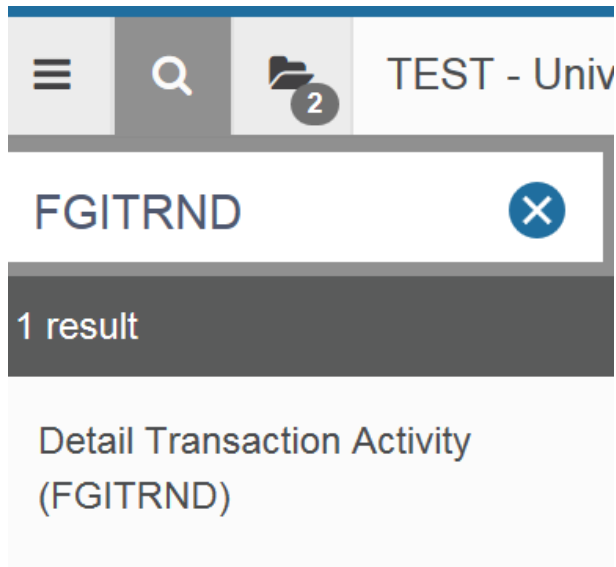 2
TEST - Univ
FGITRND
1 result
Detail Transaction Activity
(FGITRND)